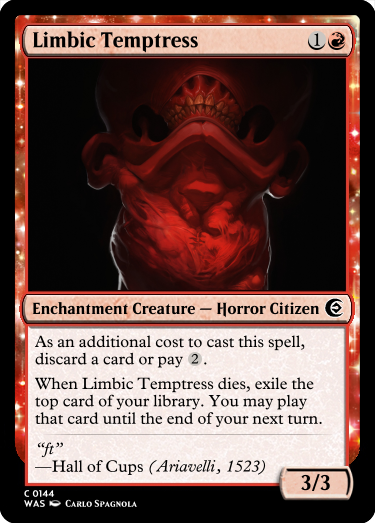 Limbic Temptress 1
Enchantment Creature — Horror Citizen
As an additional cost to cast this spell,
discard a card or pay 2.
When Limbic Temptress dies, exile the
top card of your library. You may play
that card until the end of your next turn.
“ft”
—Hall of Cups (Ariavelli, 1523)
3/3
C 0144
WAS Carlo Spagnola